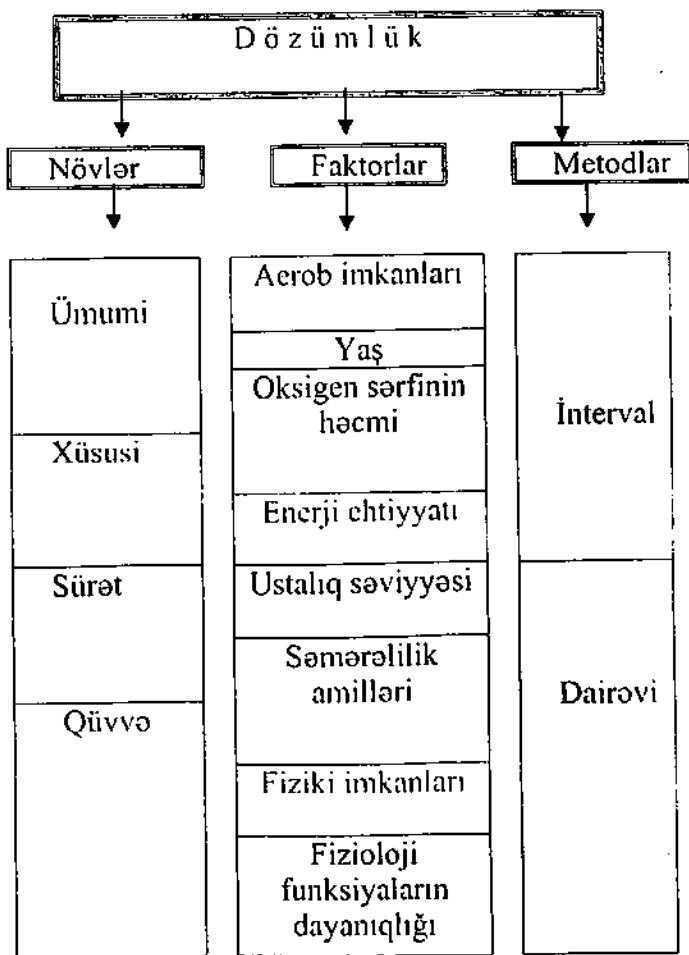 D ö z ü m l ü k
Növlər
Faktorlar
Metodlar
Ümumi
Xüsusi
Sürət
Qüvvə
Aerob imkanları
Yaş
Oksigen sərfinin
həcmi
Enerji ehtiyyatı
Ustalıq səviyyəsi
Səmərəlilik
amilləri
Fiziki imkanları
Fizioloji
funksiyaların
dayanıqlığı
İnterval
Dairəvi